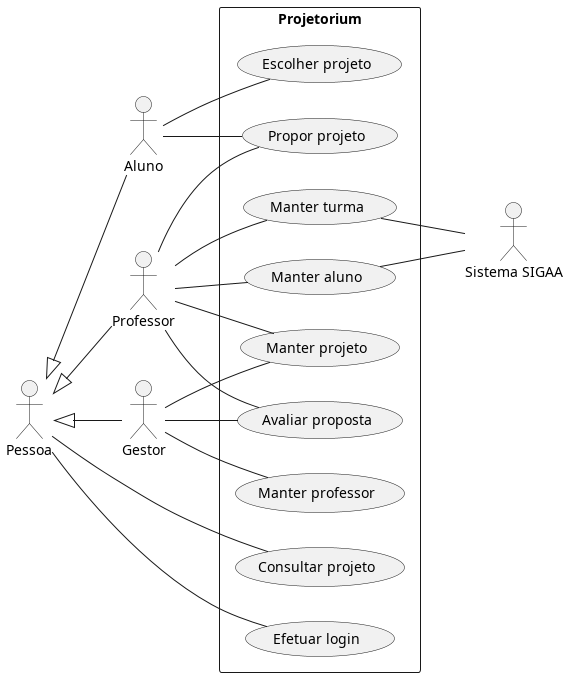 Projetorium
Escolher projeto
Aluno
Propor projeto
Manter turma
Sistema SIGAA
Manter aluno
Professor
Manter projeto
Pessoa
Gestor
Avaliar proposta
Manter professor
Consultar projeto
Efetuar login